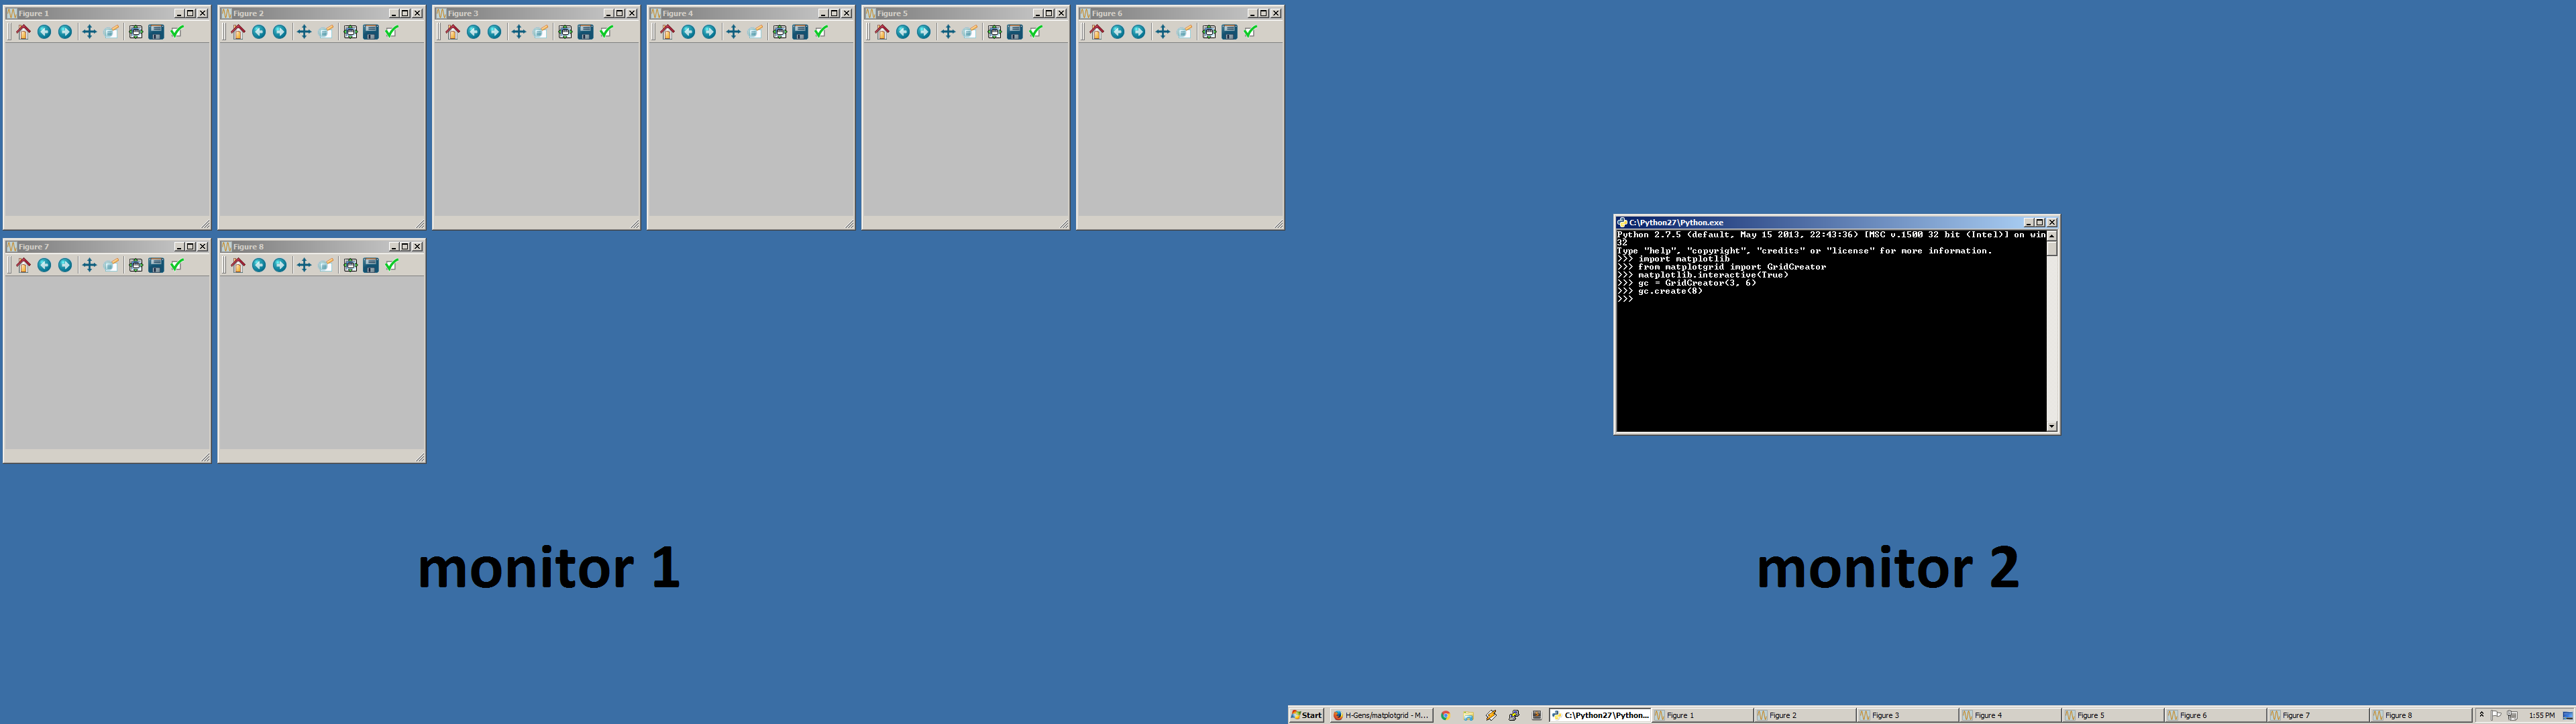 Figure 1
Figure 2
Figure 3
Figure 4
Figure 5
Figure 6
Figure 7
Figure 8
C:\Python27\Python.exe
Python 2.7.5 (default, May 15 2013, 22:43:36) [MSC v.1500 32 bit (Intel)] on win
32
Type "help", "copyright", "credits" or "license" for more information.
>>> import matplotlib
>>> from matplotgrid import GridCreator
>>> matplotlib.interactive(True)
>>> gc = GridCreator(3, 6)
>>> gc.create(8)
>>>
monitor 1
monitor 2
Start
H-Gens/matplotgrid - M...
C:\Python27\Python...
Figure 1
Figure 2
Figure 3
Figure 4
Figure 5
Figure 6
Figure 7
Figure 8
1:55 PM